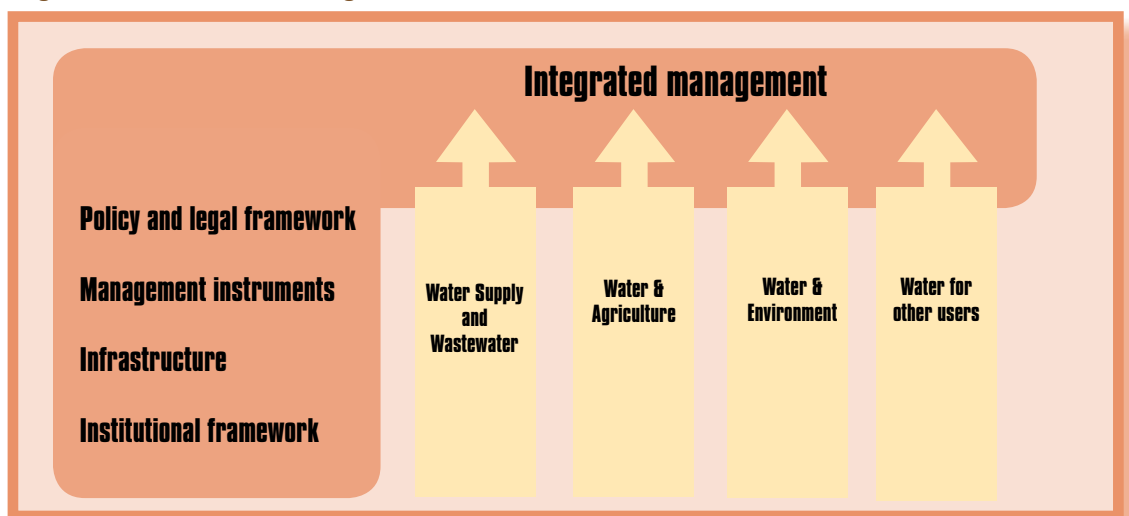 Integrated management
Policy and legal framework
Management instruments
Infrastructure
Institutional framework
Water Supply
and
Wastewater
Water &
Agriculture
Water &
Environment
Water for
other users